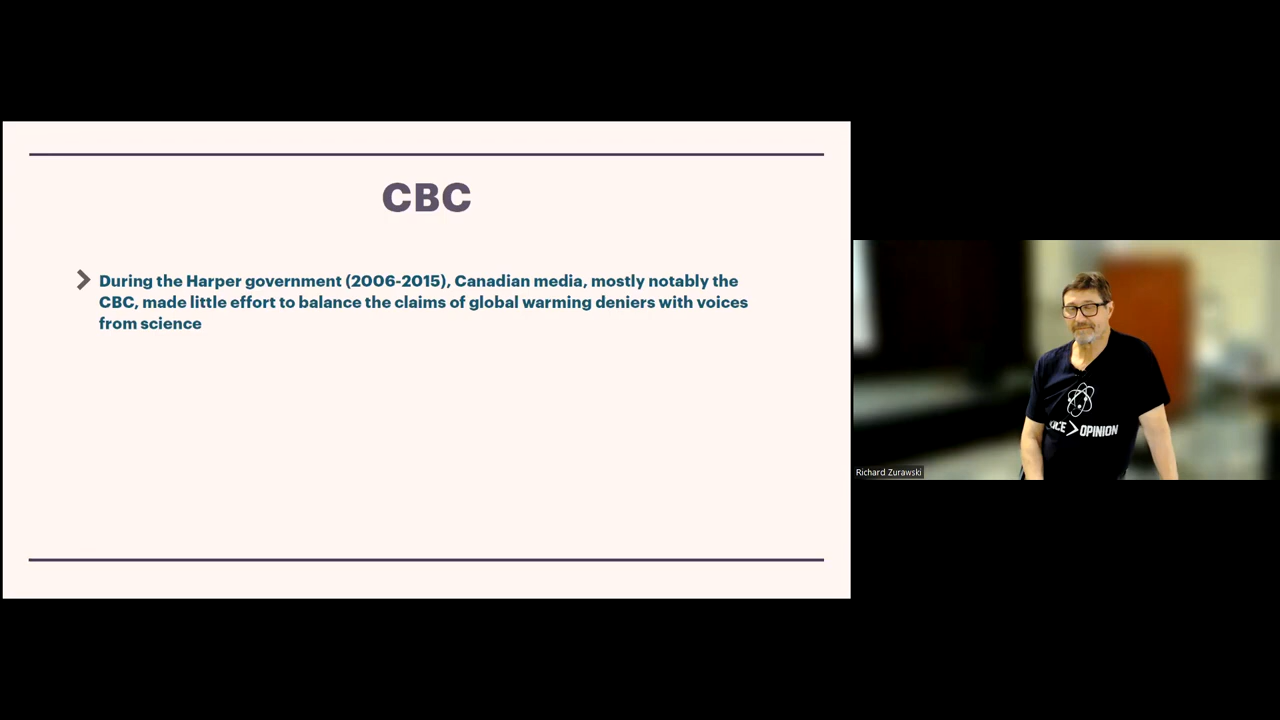 CBC
During the Harper government (2006-2015), Canadian media, mostly notably the
CBC, made little effort to balance the claims of global warming deniers with voices
from science
> OPINION
Richard Zurawski